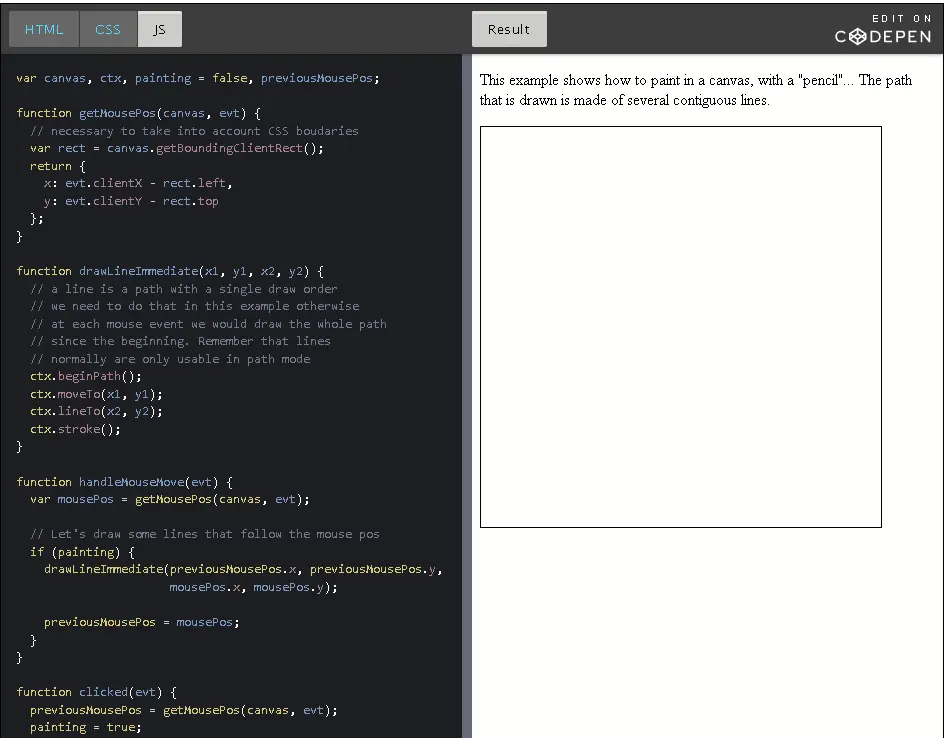 HTML CSS JS Result EDIT ON
CODEPEN
var canvas, ctx, painting = false, previousMousePos;
function getMousePos(canvas, evt) {
// necessary to take into account CSS boudaries
var rect = canvas.getBoundingClientRect();
return {
x: evt.clientX - rect.left,
y: evt.clientY - rect.top
};
}
function drawLineImmediate(x1, y1, x2, y2) {
// a line is a path with a single draw order
// we need to do that in this example otherwise
// at each mouse event we would draw the whole path
// since the beginning. Remember that lines
// normally are only usable in path mode
ctx.beginPath();
ctx.moveTo(x1, y1);
ctx.lineTo(x2, y2);
ctx.stroke();
}
function handleMouseMove(evt) {
var mousePos = getMousePos(canvas, evt);
// Let's draw some lines that follow the mouse pos
if (painting) {
drawLineImmediate(previousMousePos.x, previousMousePos.y,
mousePos.x, mousePos.y);
previousMousePos = mousePos;
}
}
function clicked(evt) {
previousMousePos = getMousePos(canvas, evt);
painting = true;
This example shows how to paint in a canvas, with a "pencil"... The path
that is drawn is made of several contiguous lines.